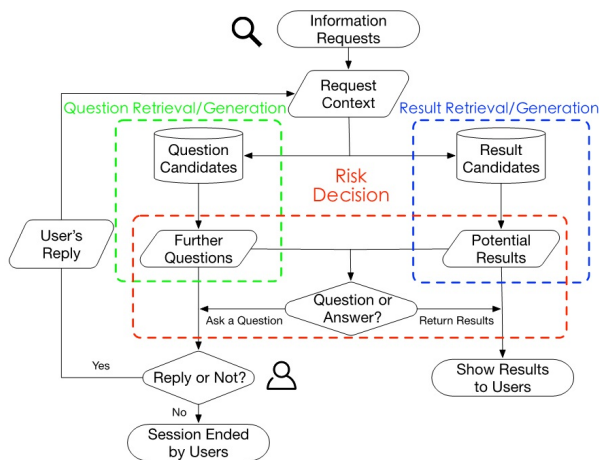 Information
Requests
Request
Context
Question Retrieval/Generation
Result Retrieval/Generation
Question
Candidates
Result
Candidates
Risk
Decision
User's
Reply
Further
Questions
Potential
Results
Question or
Answer?
Ask a Question
Return Results
Yes
Reply or Not?
Show Results
to Users
No
Session Ended
by Users